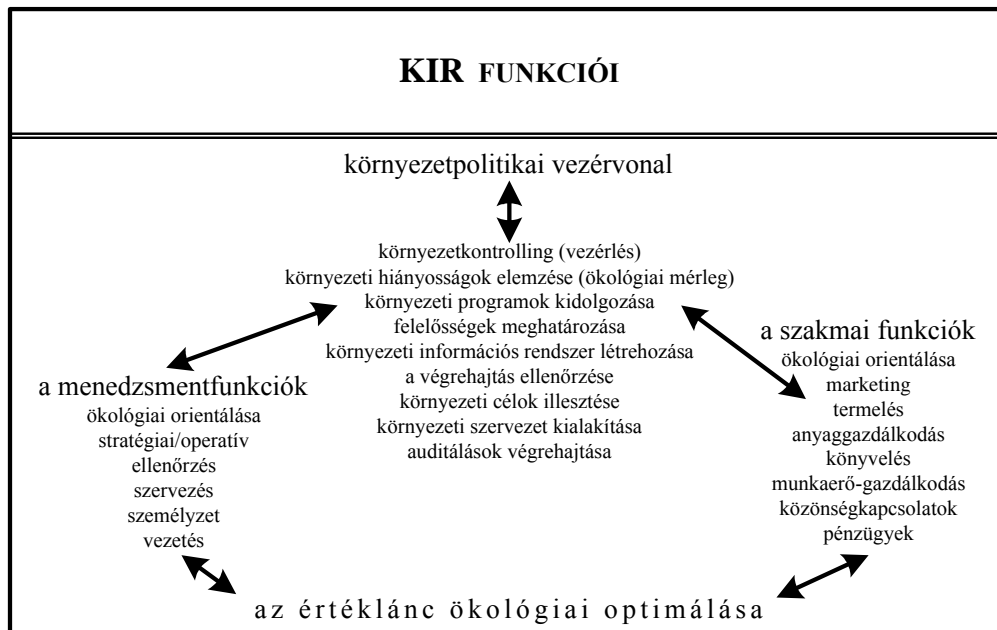 KIR FUNKCIÓI
környezetpolitikai vezérvonal
környezetkontrolling (vezérlés)
környezeti hiányosságok elemzése (ökológiai mérleg)
környezeti programok kidolgozása
felelősségek meghatározása
környezeti információs rendszer létrehozása
a végrehajtás ellenőrzése
környezeti célok illesztése
környezeti szervezet kialakítása
auditálások végrehajtása
a menedzsmentfunkciók
ökológiai orientálása
stratégiai/operatív
ellenőrzés
szervezés
személyzet
vezetés
a szakmai funkciók
ökológiai orientálása
marketing
termelés
anyaggazdálkodás
könyvelés
munkaerő-gazdálkodás
közönségkapcsolatok
pénzügyek
az értéklánc ökológiai optimálása